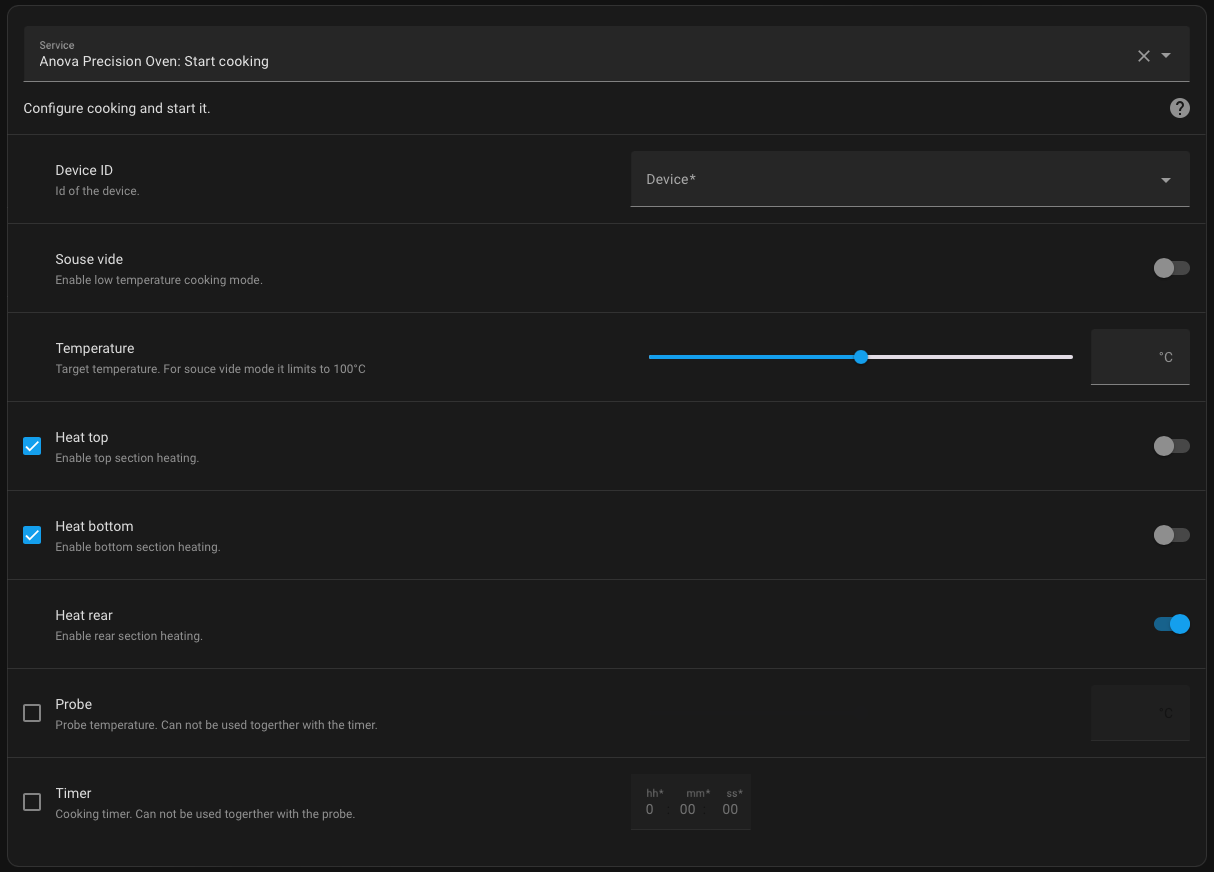 Service
Anova Precision Oven: Start cooking
Configure cooking and start it.
Device ID
Id of the device.
Device*
Souse vide
Enable low temperature cooking mode.
Temperature
Target temperature. For souce vide mode it limits to 100°C
°C
Heat top
Enable top section heating.
Heat bottom
Enable bottom section heating.
Heat rear
Enable rear section heating.
Probe
Probe temperature. Can not be used togerther with the timer.
°C
Timer
Cooking timer. Can not be used togerther with the probe.
hh* mm* ss*
0 : 00 : 00